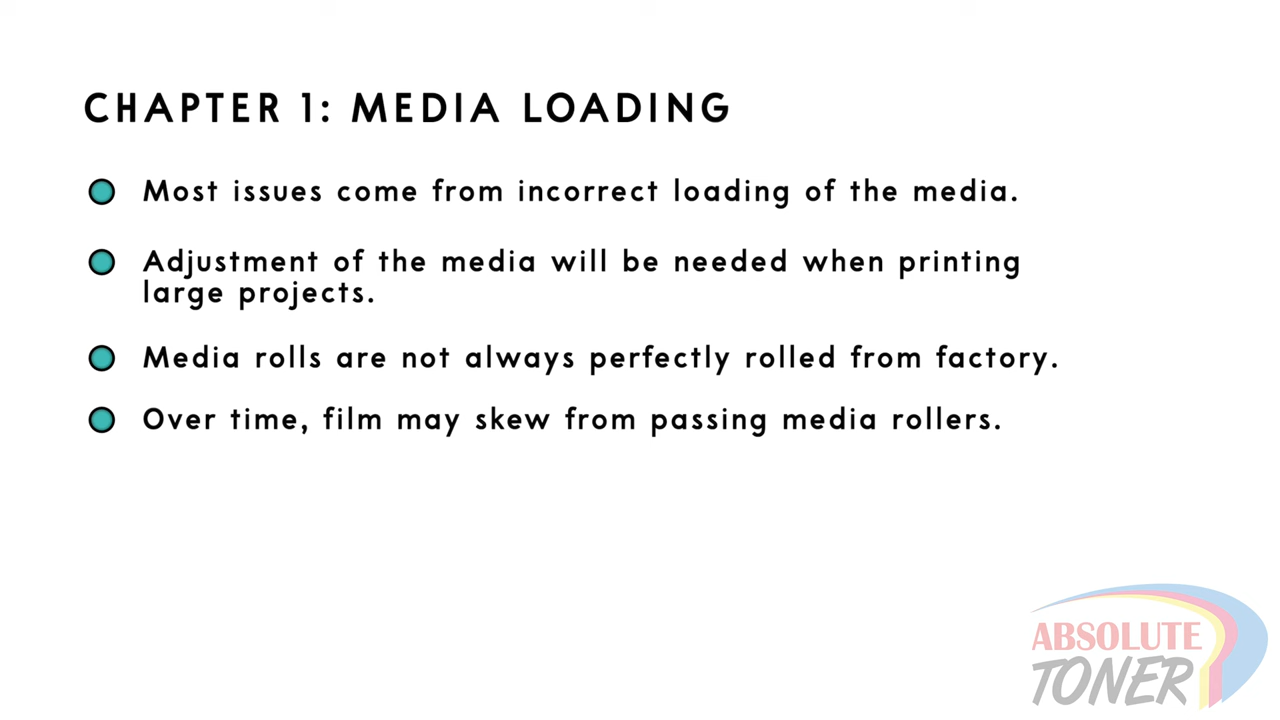 CHAPTER 1: MEDIA LOADING
Most issues come from incorrect loading of the media.
Adjustment of the media will be needed when printing
large projects.
Media rolls are not always perfectly rolled from factory.
Over time, film may skew from passing media rollers.
ABSOLUTE
TONER